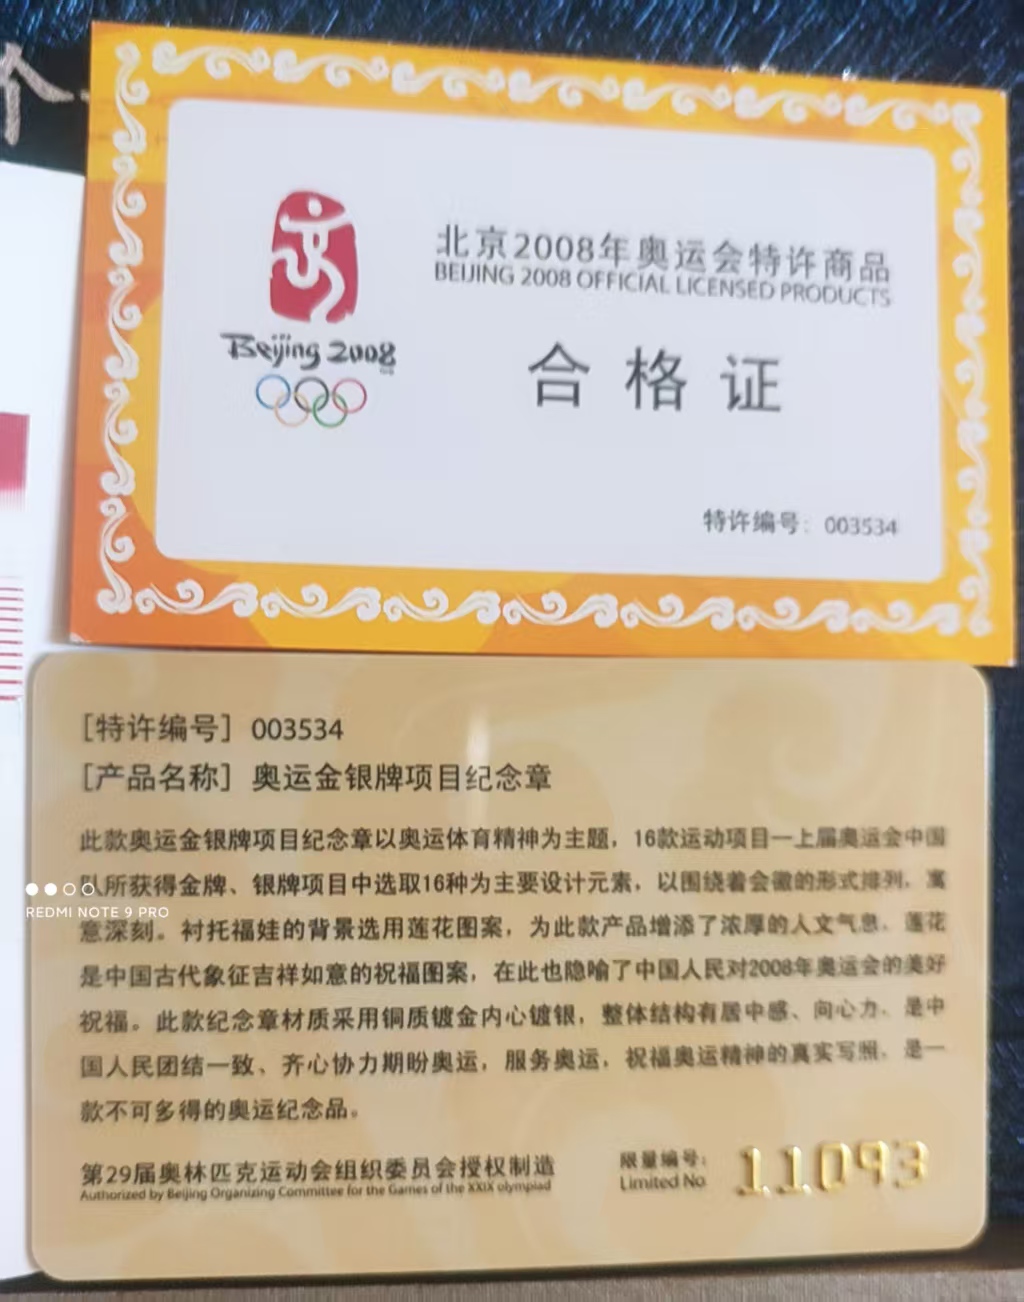 个
Beijing 2008
北京2008年奥运会特许商品
BEIJING 2008 OFFICIAL LICENSED PRODUCTS
合格证
特许编号：003534
[特许编号] 003534
[产品名称] 奥运金银牌项目纪念章
此款奥运金银牌项目纪念章以奥运体育精神为主题，16款运动项目—上届奥运会中国
队所获得金牌、银牌项目中选取16种为主要设计元素，以围绕着会徽的形式排列，寓
意深刻。衬托福娃的背景选用莲花图案，为此款产品增添了浓厚的人文气息，莲花
是中国古代象征吉祥如意的祝福图案，在此也隐喻了中国人民对2008年奥运会的美好
祝福。此款纪念章材质采用铜质镀金内心镀银，整体结构有居中感、向心力，是中
国人民团结一致、齐心协力期盼奥运，服务奥运，祝福奥运精神的真实写照，是一
款不可多得的奥运纪念品。
第29届奥林匹克运动会组织委员会授权制造
Authorized by Beijing Organizing Committee for the Games of the XXIX olympiad
限量编号：
Limited No
11093
REDMI NOTE 9 PRO